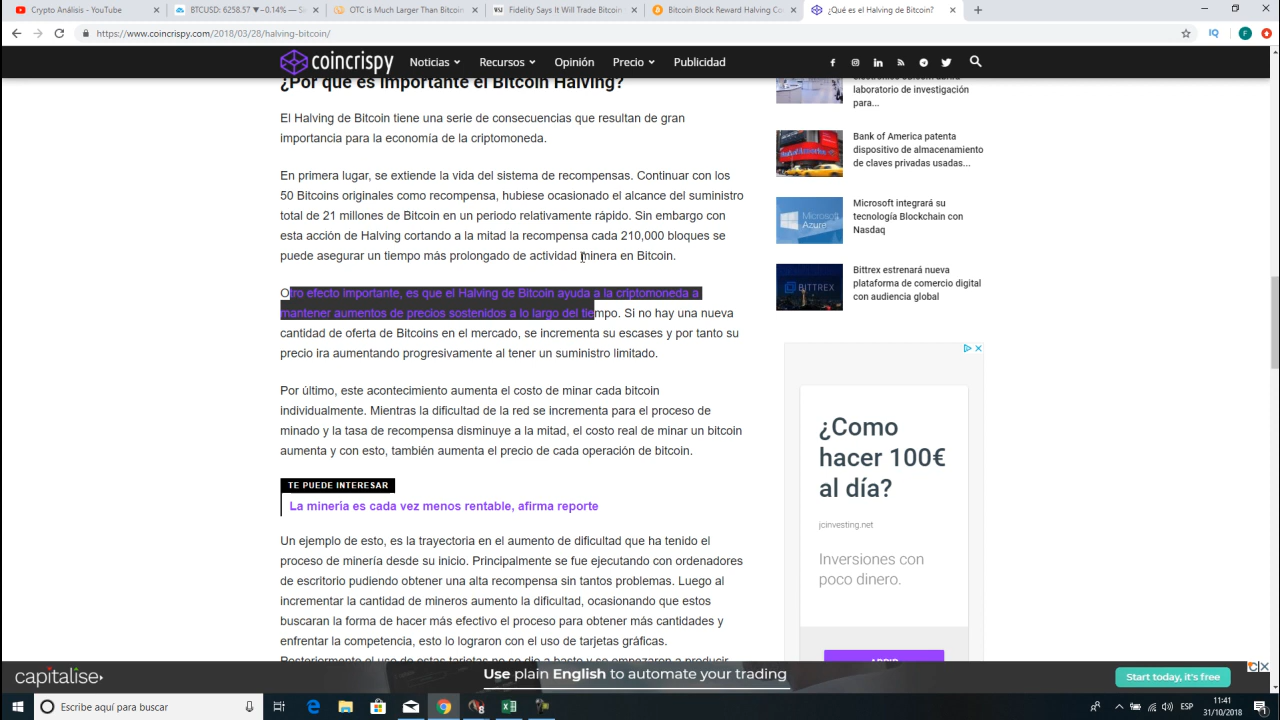 Crypto Análisis - YouTube
BTCUSD: 6258.57 ▼−0.14% — S
OTC is Much Larger Than Bitcoin
Fidelity Says It Will Trade Bitcoin
Bitcoin Block Reward Halving Co
¿Qué es el Halving de Bitcoin?
https://www.coincrispy.com/2018/03/28/halving-bitcoin/
coincrispy
Noticias
Recursos
Opinión
Precio
Publicidad
¿Por qué es importante el Bitcoin Halving?
El Halving de Bitcoin tiene una serie de consecuencias que resultan de gran
importancia para la economía de la criptomoneda.
En primera lugar, se extiende la vida del sistema de recompensas. Continuar con los
50 Bitcoins originales como recompensa, hubiese ocasionado el alcance del suministro
total de 21 millones de Bitcoin en un periodo relativamente rápido. Sin embargo con
esta acción de Halving cortando a la mitad la recompensa cada 210,000 bloques se
puede asegurar un tiempo más prolongado de actividad minera en Bitcoin.
Otro efecto importante, es que el Halving de Bitcoin ayuda a la criptomoneda a
mantener aumentos de precios sostenidos a lo largo del tiempo. Si no hay una nueva
cantidad de oferta de Bitcoins en el mercado, se incrementa su escases y por tanto su
precio ira aumentando progresivamente al tener un suministro limitado.
Por último, este acontecimiento aumenta el costo de minar cada bitcoin
individualmente. Mientras la dificultad de la red se incrementa para el proceso de
minado y la tasa de recompensa disminuye a la mitad, el costo real de minar un bitcoin
aumenta y con esto, también aumenta el precio de cada operación de bitcoin.
TE PUEDE INTERESAR
La mineria es cada vez menos rentable, afirma reporte
Un ejemplo de esto, es la trayectoria en el aumento de dificultad que ha tenido el
proceso de minería desde su inicio. Principalmente se fue ejecutando con ordenadores
de escritorio pudiendo obtener una alta recompensa sin tantos problemas. Luego al
incrementar la cantidad de mineros aumento la dificultad, ocasionando que estos
buscaran la forma de hacer más efectivo el proceso para obtener más cantidades y
enfrentar la competencia, esto lo lograron con el uso de tarjetas gráficas.
Posteriormente el uso de estas tarjetas no se dio a basto y se empezaron a producir
laboratorio de investigación
para...
Bank of America patenta
dispositivo de almacenamiento
de claves privadas usadas...
Microsoft integrará su
tecnología Blockchain con
Nasdaq
Microsoft
Azure
Bittrex estrenará nueva
plataforma de comercio digital
con audiencia global
BITTREX
¿Como
hacer 100€
al día?
jcinvesting.net
Inversiones con
poco dinero.
ABRIR
capitalise
Use plain English to automate your trading
Start today, it's free
Escribe aquí para buscar
ESP
11:41
31/10/2018